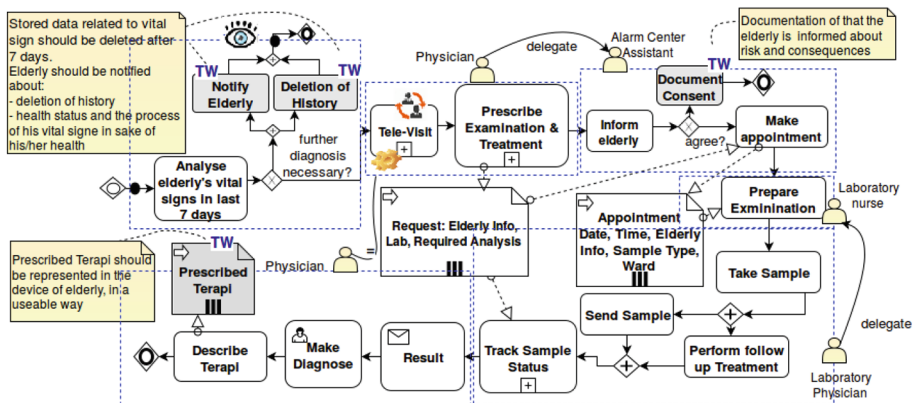 Stored data related to vital
sign should be deleted after
7 days.
Elderly should be notified
about:
- deletion of history
- health status and the process
of his vital signe in sake of
his/her health
TW
Notify
Elderly
TW
Deletion of
History
further
diagnosis
necessary?
Analyse
elderly's vital
signs in last
7 days
Physician
delegate
Alarm Center
Assistant
Tele-Visit
Prescribe
Examination &
Treatment
Documentation of that the
elderly is informed about
risk and consequences
TW
Document
Consent
Inform
elderly
agree?
Make
appointment
Prepare
Exminination
Laboratory
nurse
Request: Elderly Info,
Lab, Required Analysis
Appointment
Date, Time, Elderly
Info, Sample Type,
Ward
Physician
=
Prescribed Terapi should
be represented in the
device of elderly, in a
useable way
TW
Prescribed
Terapi
Take Sample
Send Sample
Perform follow
up Treatment
delegate
Laboratory
Physician
Track Sample
Status
Result
Make
Diagnose
Describe
Terapi